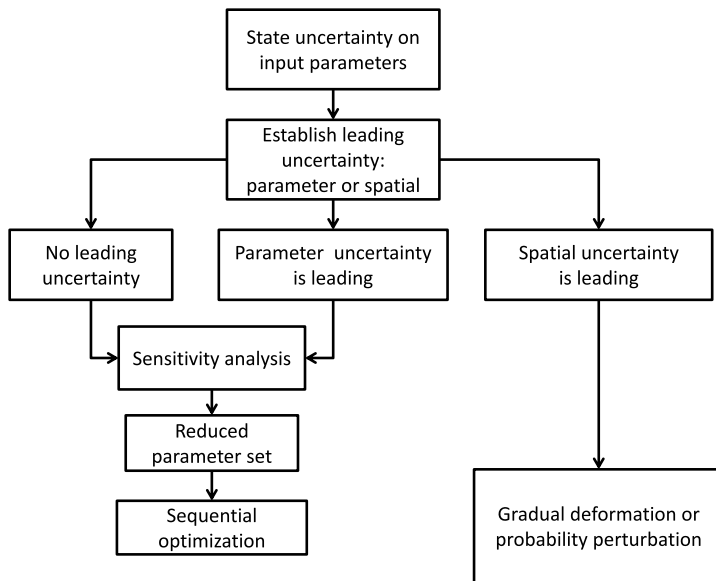 State uncertainty on
input parameters
Establish leading
uncertainty:
parameter or spatial
No leading
uncertainty
Parameter uncertainty
is leading
Spatial uncertainty
is leading
Sensitivity analysis
Reduced
parameter set
Sequential
optimization
Gradual deformation or
probability perturbation